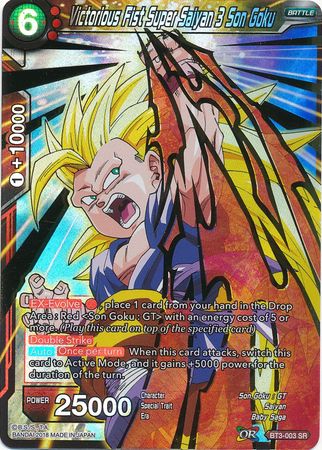 6
Victorious Fist Super Saiyan 3 Son Goku
BATTLE
1 +10000
EX-Evolve , place 1 card from your hand in the Drop
Area : Red <Son Goku : GT> with an energy cost of 5 or
more. (Play this card on top of the specified card)
Double Strike
Auto Once per turn When this card attacks, switch this
card to Active Mode, and it gains +5000 power for the
duration of the turn.
POWER 25000
Character Son Goku : GT
Special Trait Saiyan
Era Baby Saga
BANDAI 2018 MADE IN JAPAN
BT3-003 SR